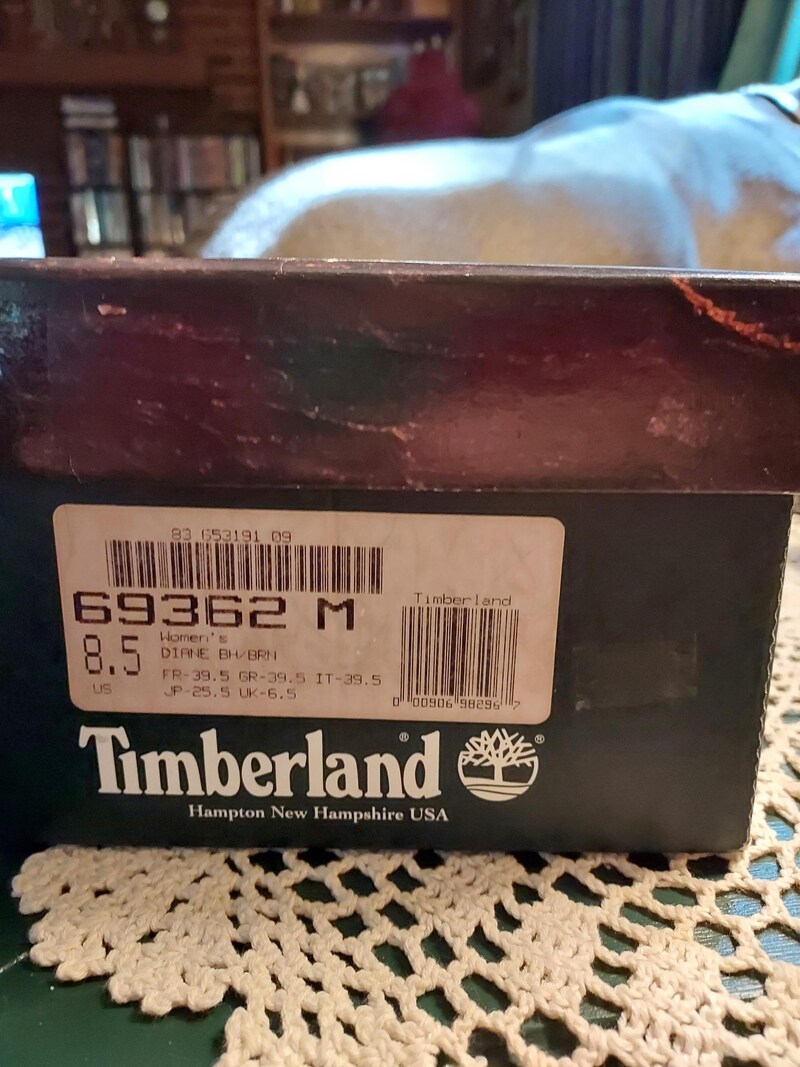 83 653191 09
69362 M
8.5
US
Women's
DIANE BH/BRN
FR-39.5 GR-39.5 IT-39.5
JP-25.5 UK-6.5
Timberland
0 00906 98296 7
Timberland®
®
Hampton New Hampshire USA